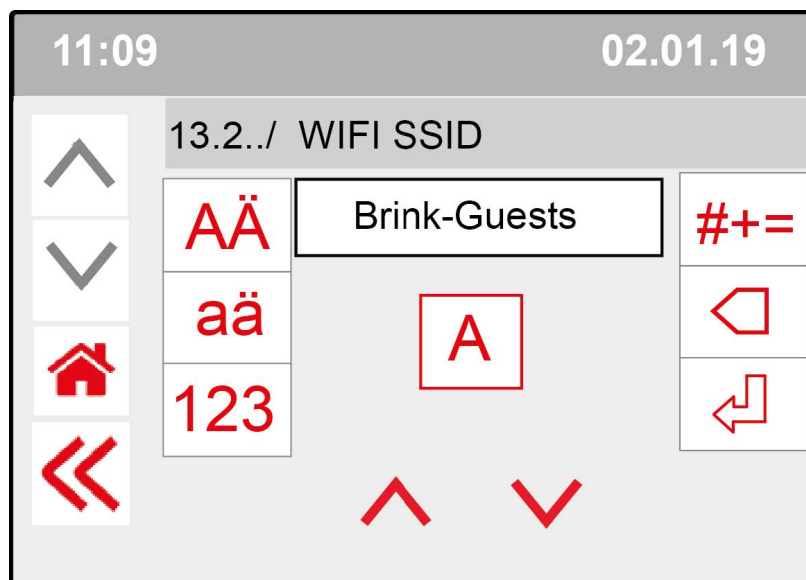 11:09 02.01.19
13.2../ WIFI SSID
AÄ Brink-Guests #+=
aä A
123